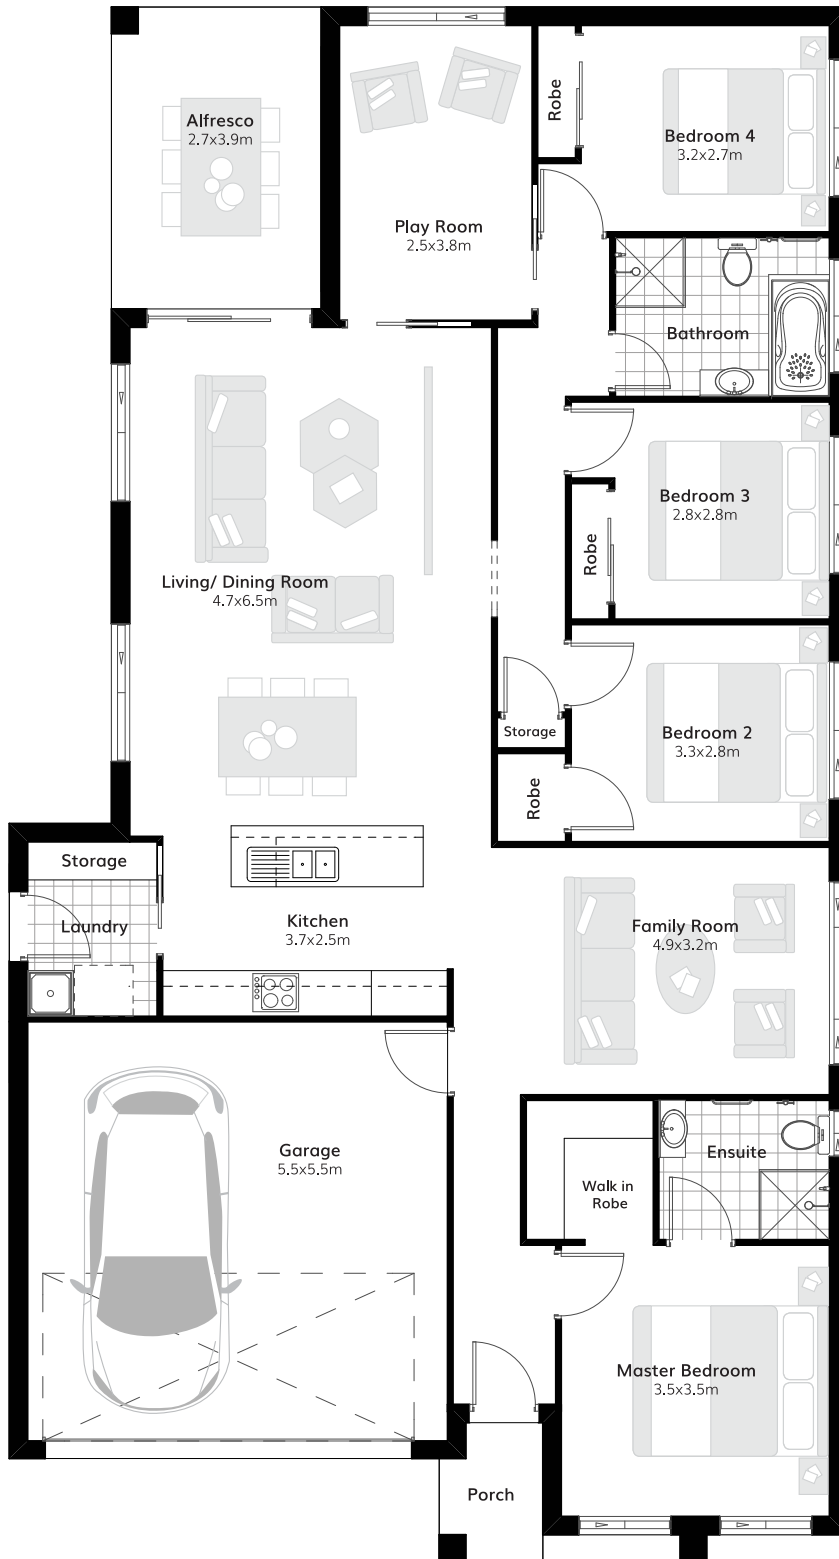 Alfresco
2.7x3.9m
Robe
Bedroom 4
3.2x2.7m
Play Room
2.5x3.8m
Bathroom
Bedroom 3
2.8x2.8m
Robe
Living/ Dining Room
4.7x6.5m
Storage
Bedroom 2
3.3x2.8m
Robe
Storage
Laundry
Kitchen
3.7x2.5m
Family Room
4.9x3.2m
Garage
5.5x5.5m
Ensuite
Walk in
Robe
Master Bedroom
3.5x3.5m
Porch